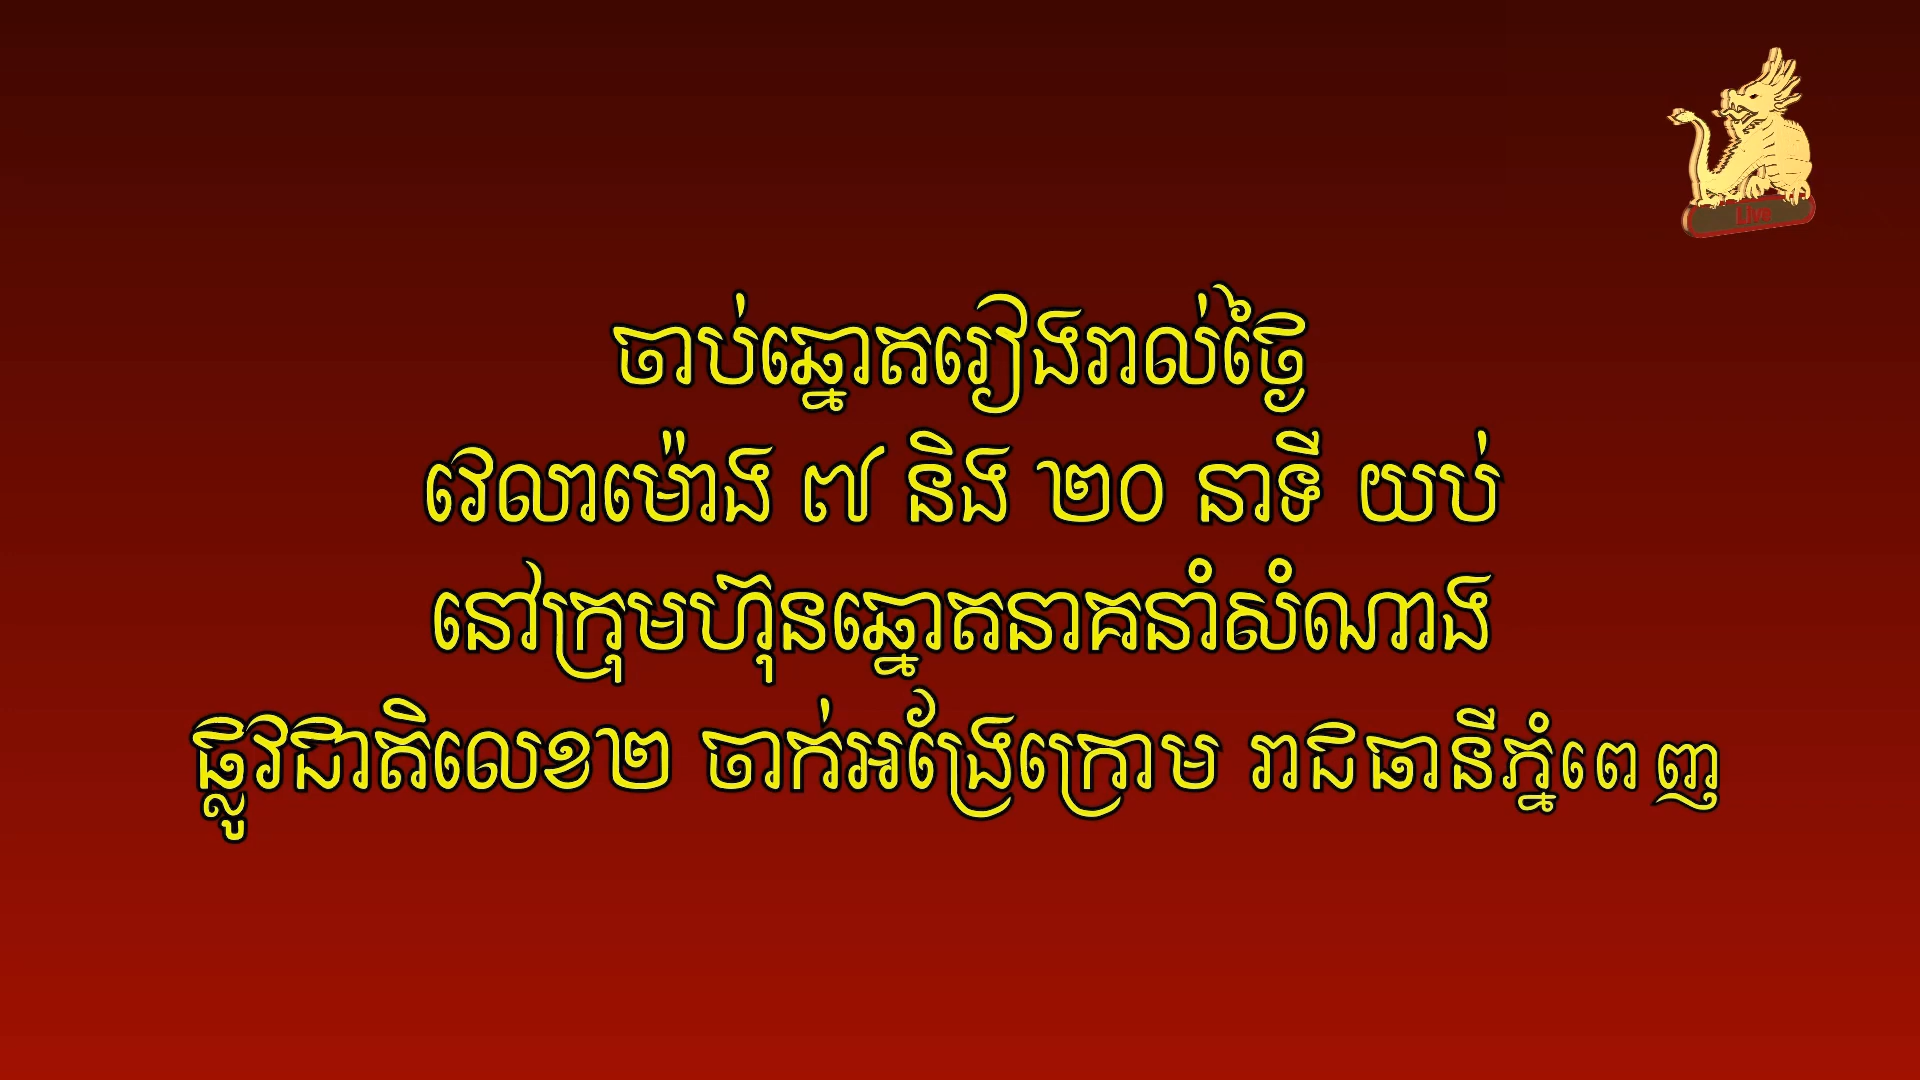 Live
ចាប់ឆ្នោតរៀងរាល់ថ្ងៃ
វេលាម៉ោង ៧ និង ២០ នាទី យប់
នៅក្រុមហ៊ុនឆ្នោតនាគនាំសំណាង
ផ្លូវជាតិលេខ២ ចាក់អង្រែក្រោម រាជធានីភ្នំពេញ